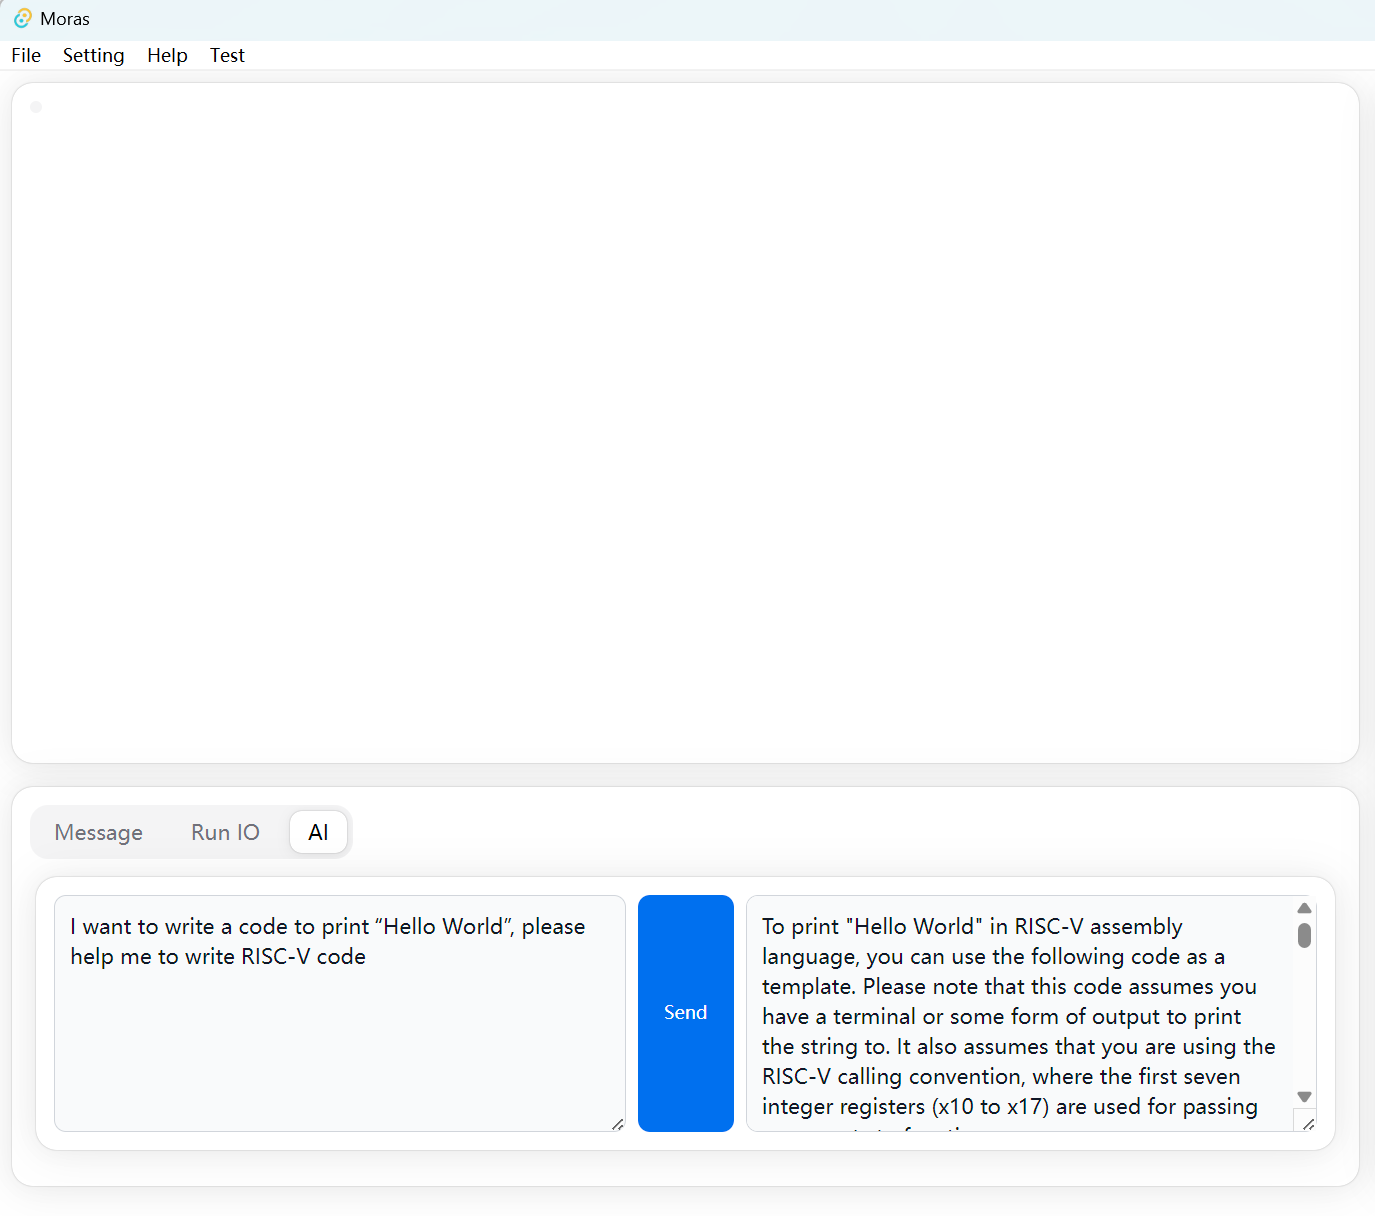 Moras
File Setting Help Test
Message Run IO AI
I want to write a code to print “Hello World”, please
help me to write RISC-V code
Send
To print "Hello World" in RISC-V assembly
language, you can use the following code as a
template. Please note that this code assumes you
have a terminal or some form of output to print
the string to. It also assumes that you are using the
RISC-V calling convention, where the first seven
integer registers (x10 to x17) are used for passing